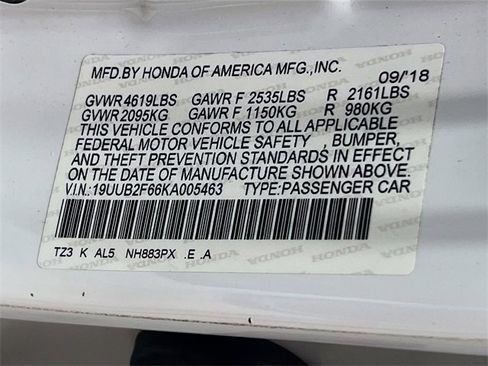 MFD.BY HONDA OF AMERICA MFG.,INC. 09/'18
GVWR 4619LBS GAWR F 2535LBS R 2161LBS
GVWR 2095KG GAWR F 1150KG R 980KG
THIS VEHICLE CONFORMS TO ALL APPLICABLE
FEDERAL MOTOR VEHICLE SAFETY , BUMPER,
AND THEFT PREVENTION STANDARDS IN EFFECT
ON THE DATE OF MANUFACTURE SHOWN ABOVE.
V.I.N.:19UUB2F66KA005463 TYPE:PASSENGER CAR
TZ3 K AL5 NH883PX .E .A